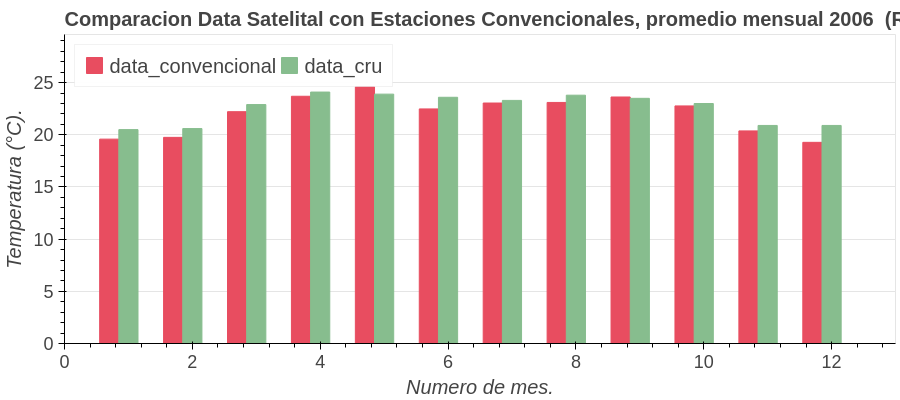 Comparacion Data Satelital con Estaciones Convencionales, promedio mensual 2006 (R
data_convencional data_cru
Temperatura (°C).
25
20
15
10
5
0
0 2 4 6 8 10 12
Numero de mes.